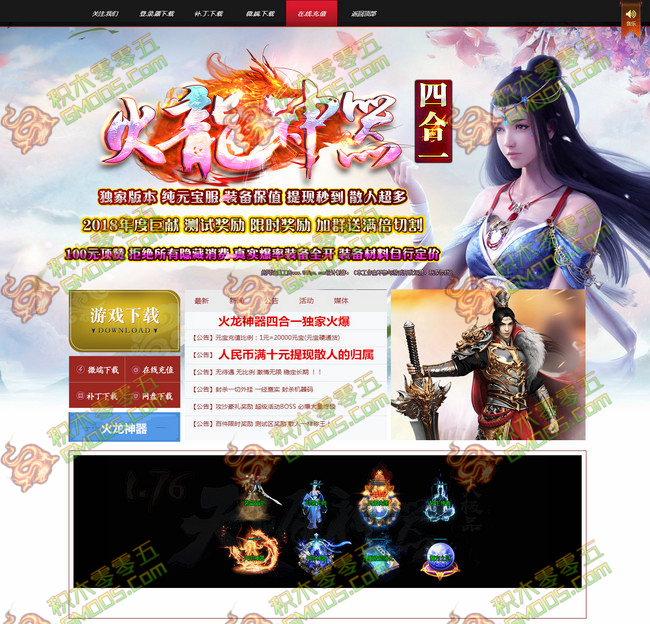 关注.我们 登.录.器下载 补.丁.下载 微.端.下载 在.线.充值 返回顶部
音乐
火龍神器
四合一
独家版本 纯元宝服 装备保值 提现秒到 散人超多
2018年度巨献 测试奖励 限时奖励 加群送满倍切割
100元顶赞 拒绝所有隐藏消费 真实爆率装备全开 装备材料自行定价
游戏下载
DOWNLOAD
微端下载 在线充值
补丁下载 网盘下载
火龙神器
最新 新闻 公告 活动 媒体
火龙神器四合一独家火爆
【公告】元宝充值比例：1元=20000元宝(元宝硬通货)
【公告】人民币满十元提现散人的归属
【公告】无待遇 无比例 激情无限 稳定长期 ！！
【公告】封杀一切外挂 一经查实 封杀机器码
【公告】攻沙豪礼奖励 超级活动BOSS 必爆大量终极
【公告】百件限时奖励 测试区奖励 散人一样称王！
1.76
积木零零五
GM005.Com